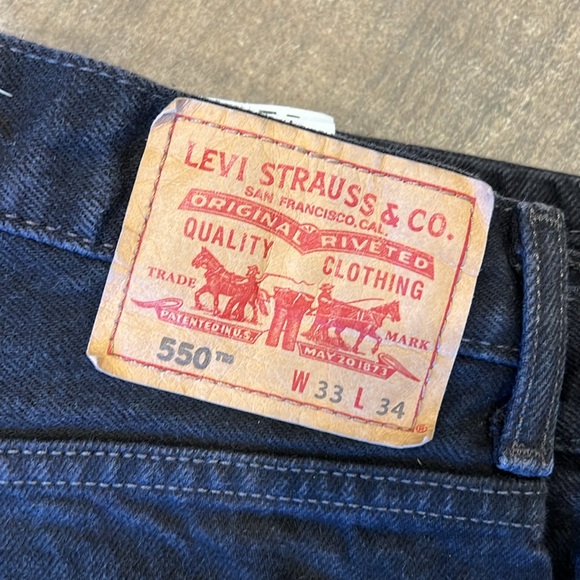 LEVI STRAUSS & CO.
SAN FRANCISCO, CAL.
ORIGINAL RIVETED
QUALITY CLOTHING
TRADE MARK
PATENTED IN U.S. MAY 20 1873
550™
W 33 L 34
®